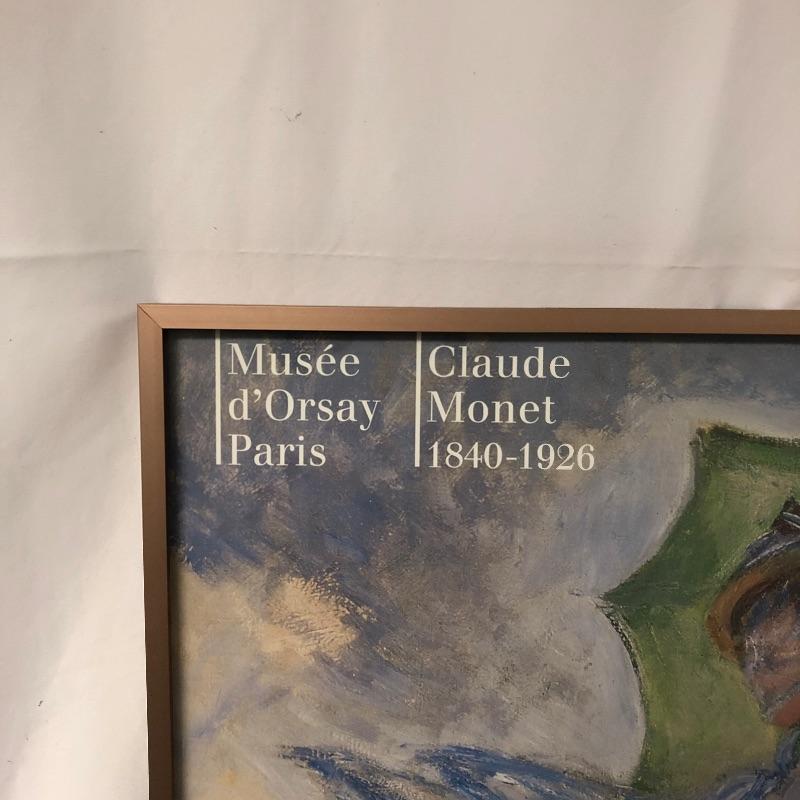 Musée
d’Orsay
Paris
Claude
Monet
1840-1926